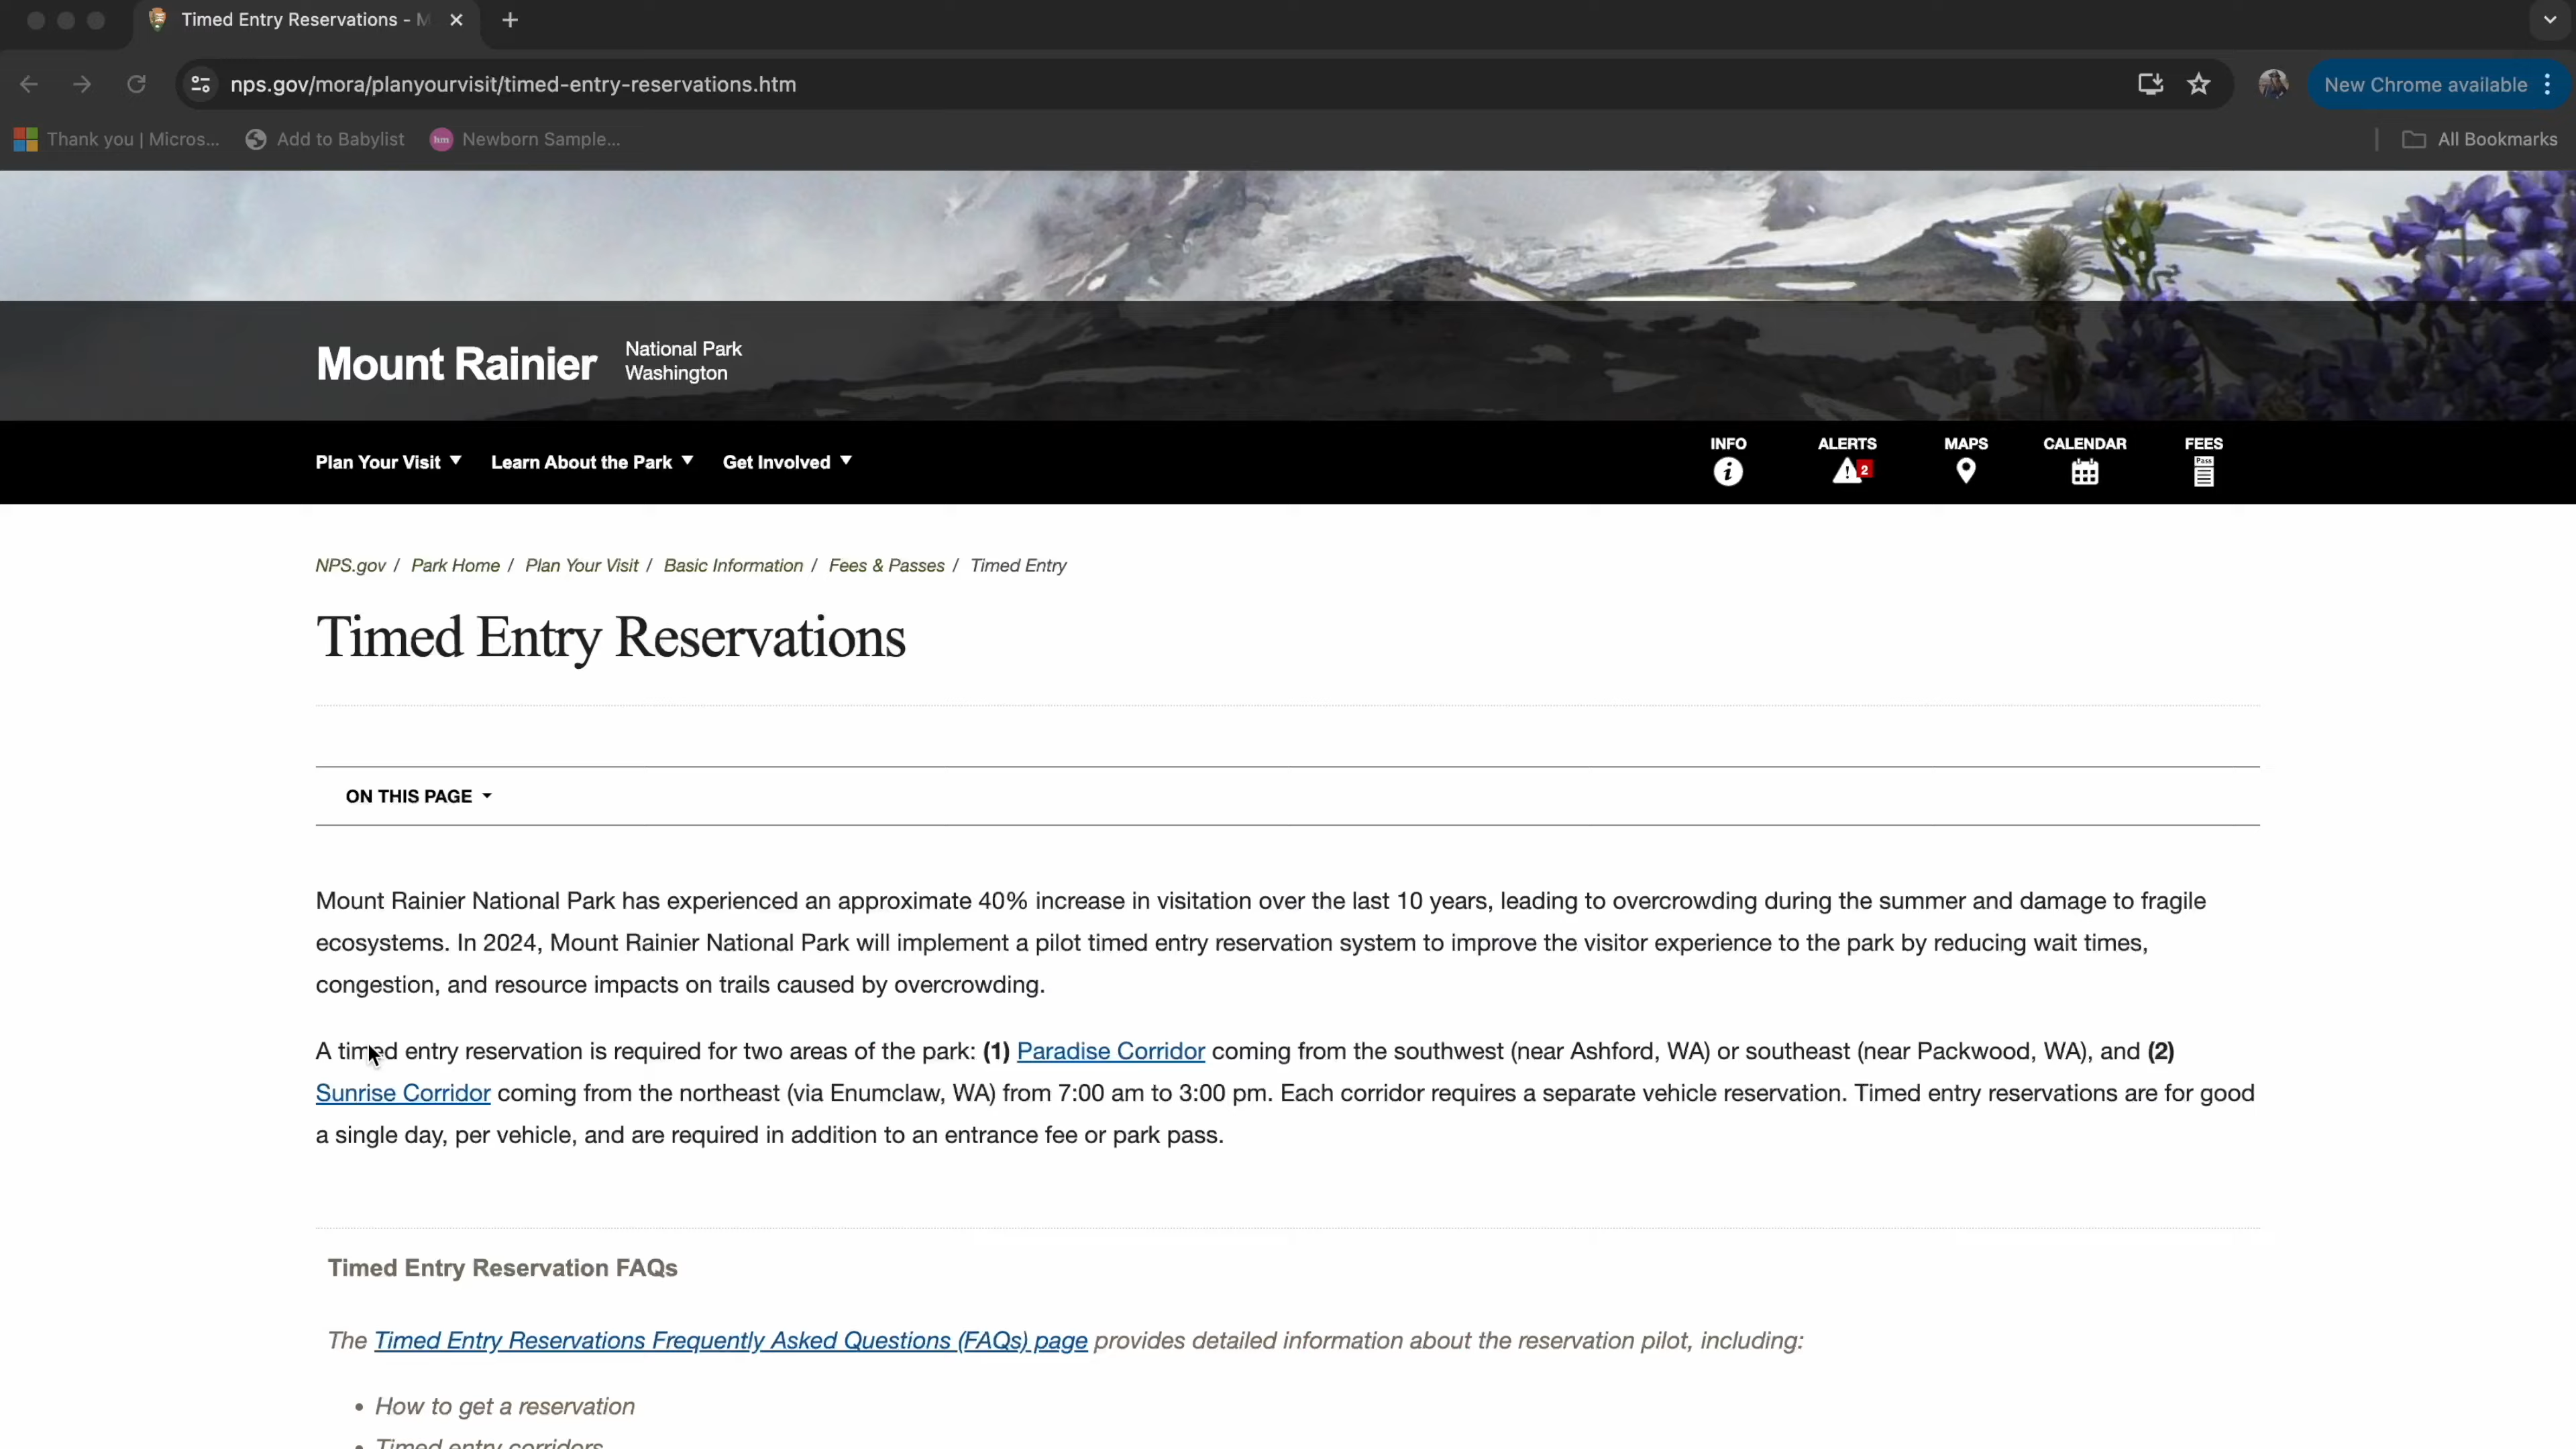 Timed Entry Reservations - M
nps.gov/mora/planyourvisit/timed-entry-reservations.htm
New Chrome available
Thank you | Micros...
Add to Babylist
hm
Newborn Sample...
All Bookmarks
Mount Rainier
National Park
Washington
Plan Your Visit
Learn About the Park
Get Involved
INFO
ALERTS
2
MAPS
CALENDAR
FEES
Pass
NPS.gov / Park Home / Plan Your Visit / Basic Information / Fees & Passes / Timed Entry
Timed Entry Reservations
ON THIS PAGE
Mount Rainier National Park has experienced an approximate 40% increase in visitation over the last 10 years, leading to overcrowding during the summer and damage to fragile
ecosystems. In 2024, Mount Rainier National Park will implement a pilot timed entry reservation system to improve the visitor experience to the park by reducing wait times,
congestion, and resource impacts on trails caused by overcrowding.
A timed entry reservation is required for two areas of the park: (1) Paradise Corridor coming from the southwest (near Ashford, WA) or southeast (near Packwood, WA), and (2)
Sunrise Corridor coming from the northeast (via Enumclaw, WA) from 7:00 am to 3:00 pm. Each corridor requires a separate vehicle reservation. Timed entry reservations are for good
a single day, per vehicle, and are required in addition to an entrance fee or park pass.
Timed Entry Reservation FAQs
The Timed Entry Reservations Frequently Asked Questions (FAQs) page provides detailed information about the reservation pilot, including:
• How to get a reservation
• Timed entry corridors